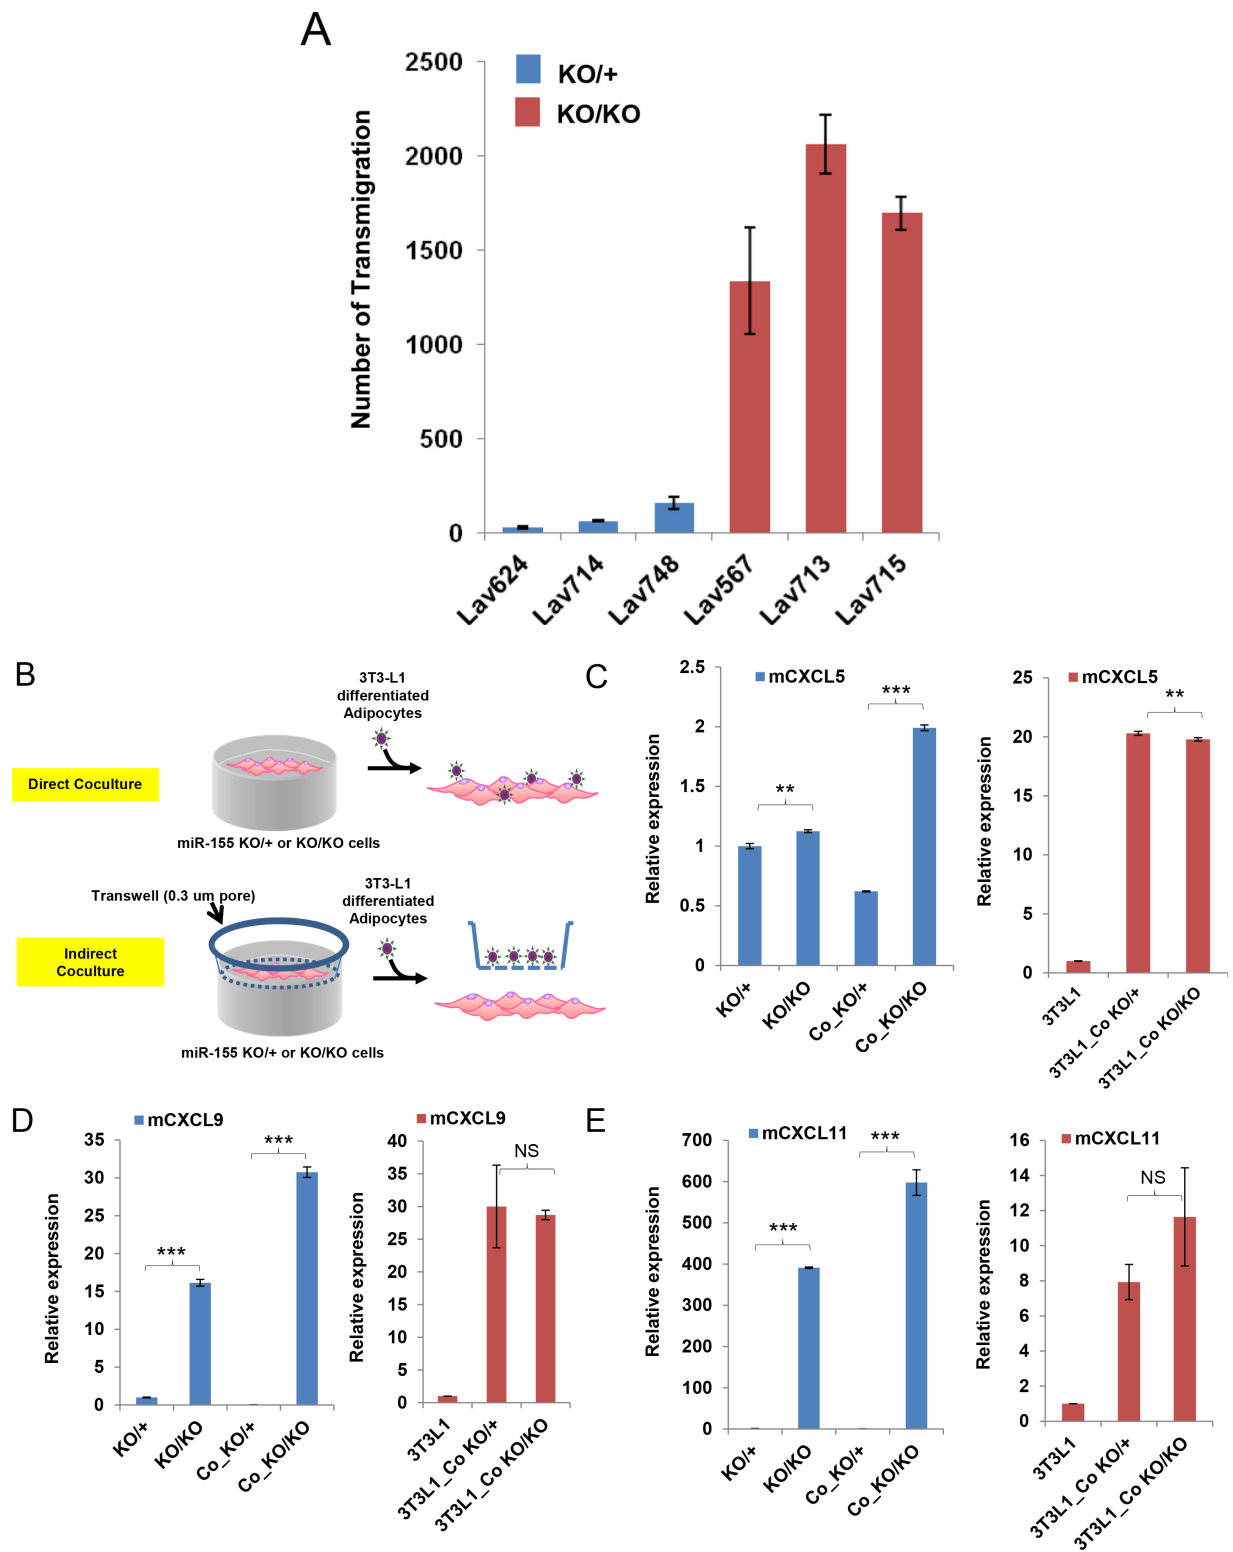 A
KO/+
KO/KO
Number of Transmigration
2500
2000
1500
1000
500
0
Lav624
Lav714
Lav748
Lav567
Lav713
Lav715
B
3T3-L1
differentiated
Adipocytes
Direct Coculture
miR-155 KO/+ or KO/KO cells
Transwell (0.3 um pore)
3T3-L1
differentiated
Adipocytes
Indirect
Coculture
miR-155 KO/+ or KO/KO cells
C
mCXCL5
Relative expression
2.5
2
1.5
1
0.5
0
**
***
KO/+
KO/KO
Co_KO/+
Co_KO/KO
mCXCL5
Relative expression
25
20
15
10
5
0
**
3T3L1
3T3L1_Co KO/+
3T3L1_Co KO/KO
D
mCXCL9
Relative expression
35
30
25
20
15
10
5
0
***
***
KO/+
KO/KO
Co_KO/+
Co_KO/KO
mCXCL9
Relative expression
40
35
30
25
20
15
10
5
0
NS
3T3L1
3T3L1_Co KO/+
3T3L1_Co KO/KO
E
mCXCL11
Relative expression
700
600
500
400
300
200
100
0
***
***
KO/+
KO/KO
Co_KO/+
Co_KO/KO
mCXCL11
Relative expression
16
14
12
10
8
6
4
2
0
NS
3T3L1
3T3L1_Co KO/+
3T3L1_Co KO/KO